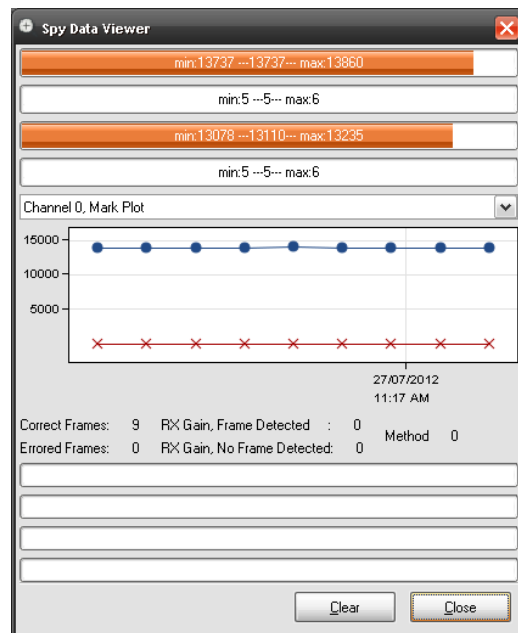 Spy Data Viewer
min:13737 ---13737--- max:13860
min:5 ---5--- max:6
min:13078 ---13110--- max:13235
min:5 ---5--- max:6
Channel 0, Mark Plot
15000
10000
5000
27/07/2012
11:17 AM
Correct Frames: 9 RX Gain, Frame Detected : 0
Method 0
Errored Frames: 0 RX Gain, No Frame Detected: 0
Clear Close